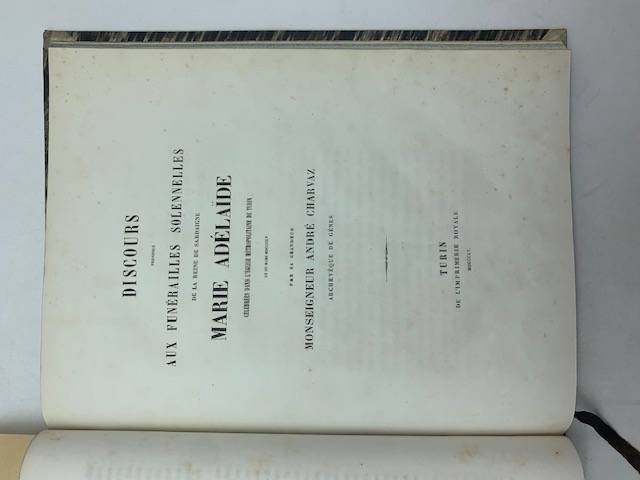 DISCOURS
PRONONCÉ
AUX FUNÉRAILLES SOLENNELLES
DE LA REINE DE SARDAIGNE
MARIE ADÉLAÏDE
CÉLÉBRÉES DANS L'ÉGLISE MÉTROPOLITAINE DE TURIN
PAR SA GRANDEUR
MONSEIGNEUR ANDRÉ CHARVAZ
ARCHEVÊQUE DE GÊNES
TURIN
DE L'IMPRIMERIE ROYALE